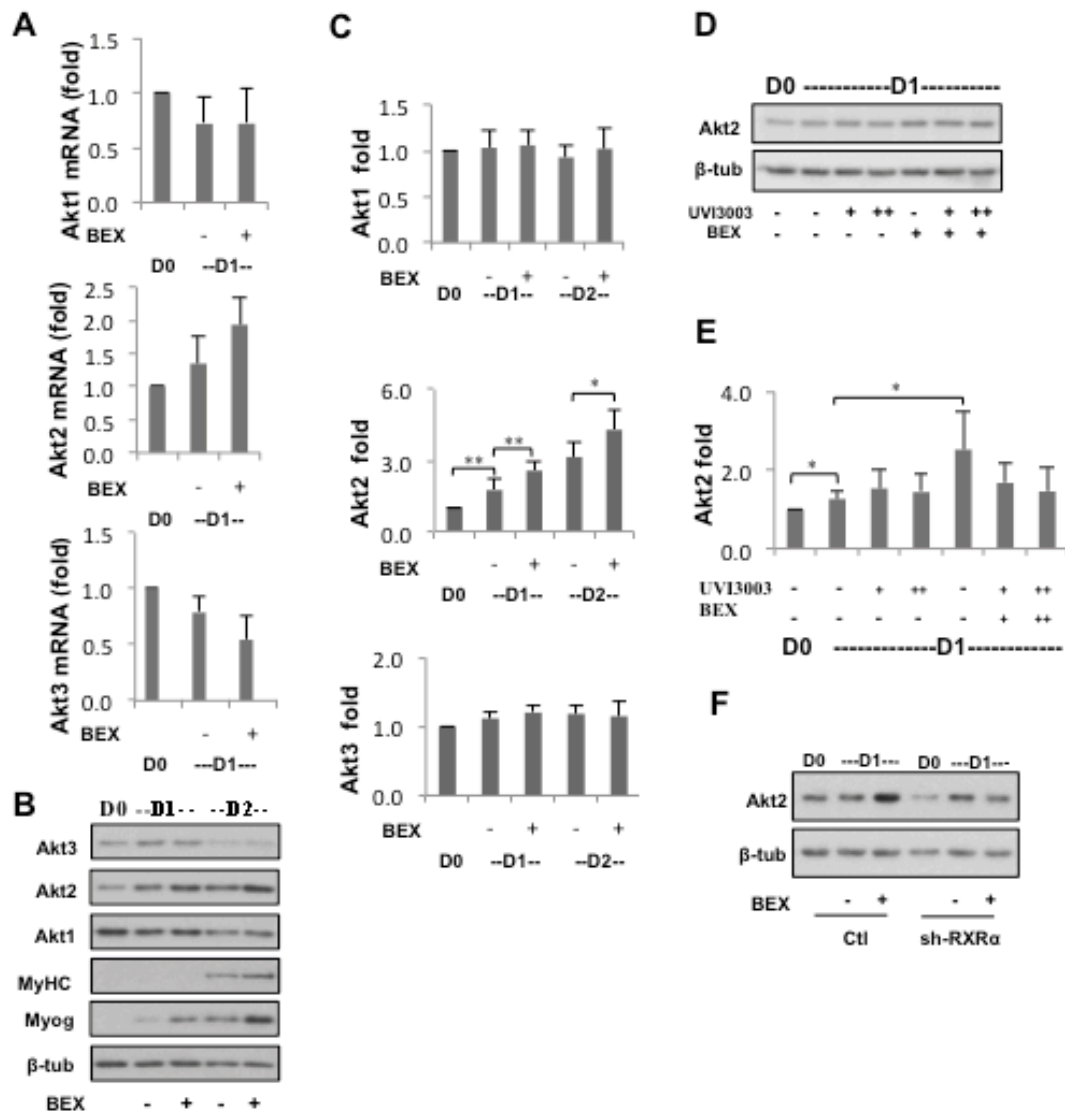 A
Akt1 mRNA (fold)
1.5
1.0
0.5
0.0
BEX - +
D0 --D1--
Akt2 mRNA (fold)
2.5
2.0
1.5
1.0
0.5
0.0
BEX - +
D0 --D1--
Akt3 mRNA (fold)
1.5
1.0
0.5
0.0
BEX - +
D0 ---D1---
B
D0 --D1-- --D2--
Akt3
Akt2
Akt1
MyHC
Myog
β-tub
BEX - + - +
C
Akt1 fold
1.5
1.0
0.5
0.0
BEX - + - +
D0 --D1-- --D2--
Akt2 fold
6.0
3.0
0.0
** ** *
BEX - + - +
D0 --D1-- --D2--
Akt3 fold
2.0
1.0
0.0
BEX - + - +
D0 --D1-- --D2--
D
D0 ------------D1-----------
Akt2
β-tub
UVI3003 - - + ++ - + ++
BEX - - - - + + +
E
Akt2 fold
4.0
2.0
0.0
* *
UVI3003 - - + ++ - + ++
BEX - - - - - + ++
D0 ------------D1--------------
F
D0 ---D1--- D0 ---D1---
Akt2
β-tub
BEX - + - +
Ctl sh-RXRα